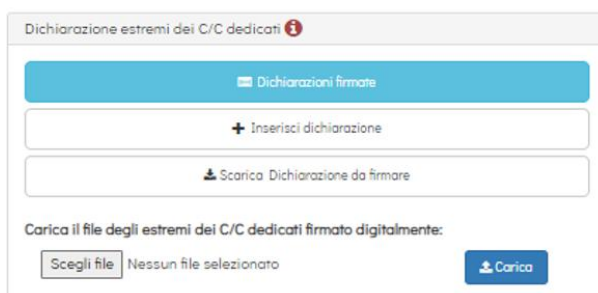 Dichiarazione estremi dei C/C dedicati
Dichiarazioni firmate
Inserisci dichiarazione
Scarica Dichiarazione da firmare
Carica il file degli estremi dei C/C dedicati firmato digitalmente:
Scegli file Nessun file selezionato
Carica